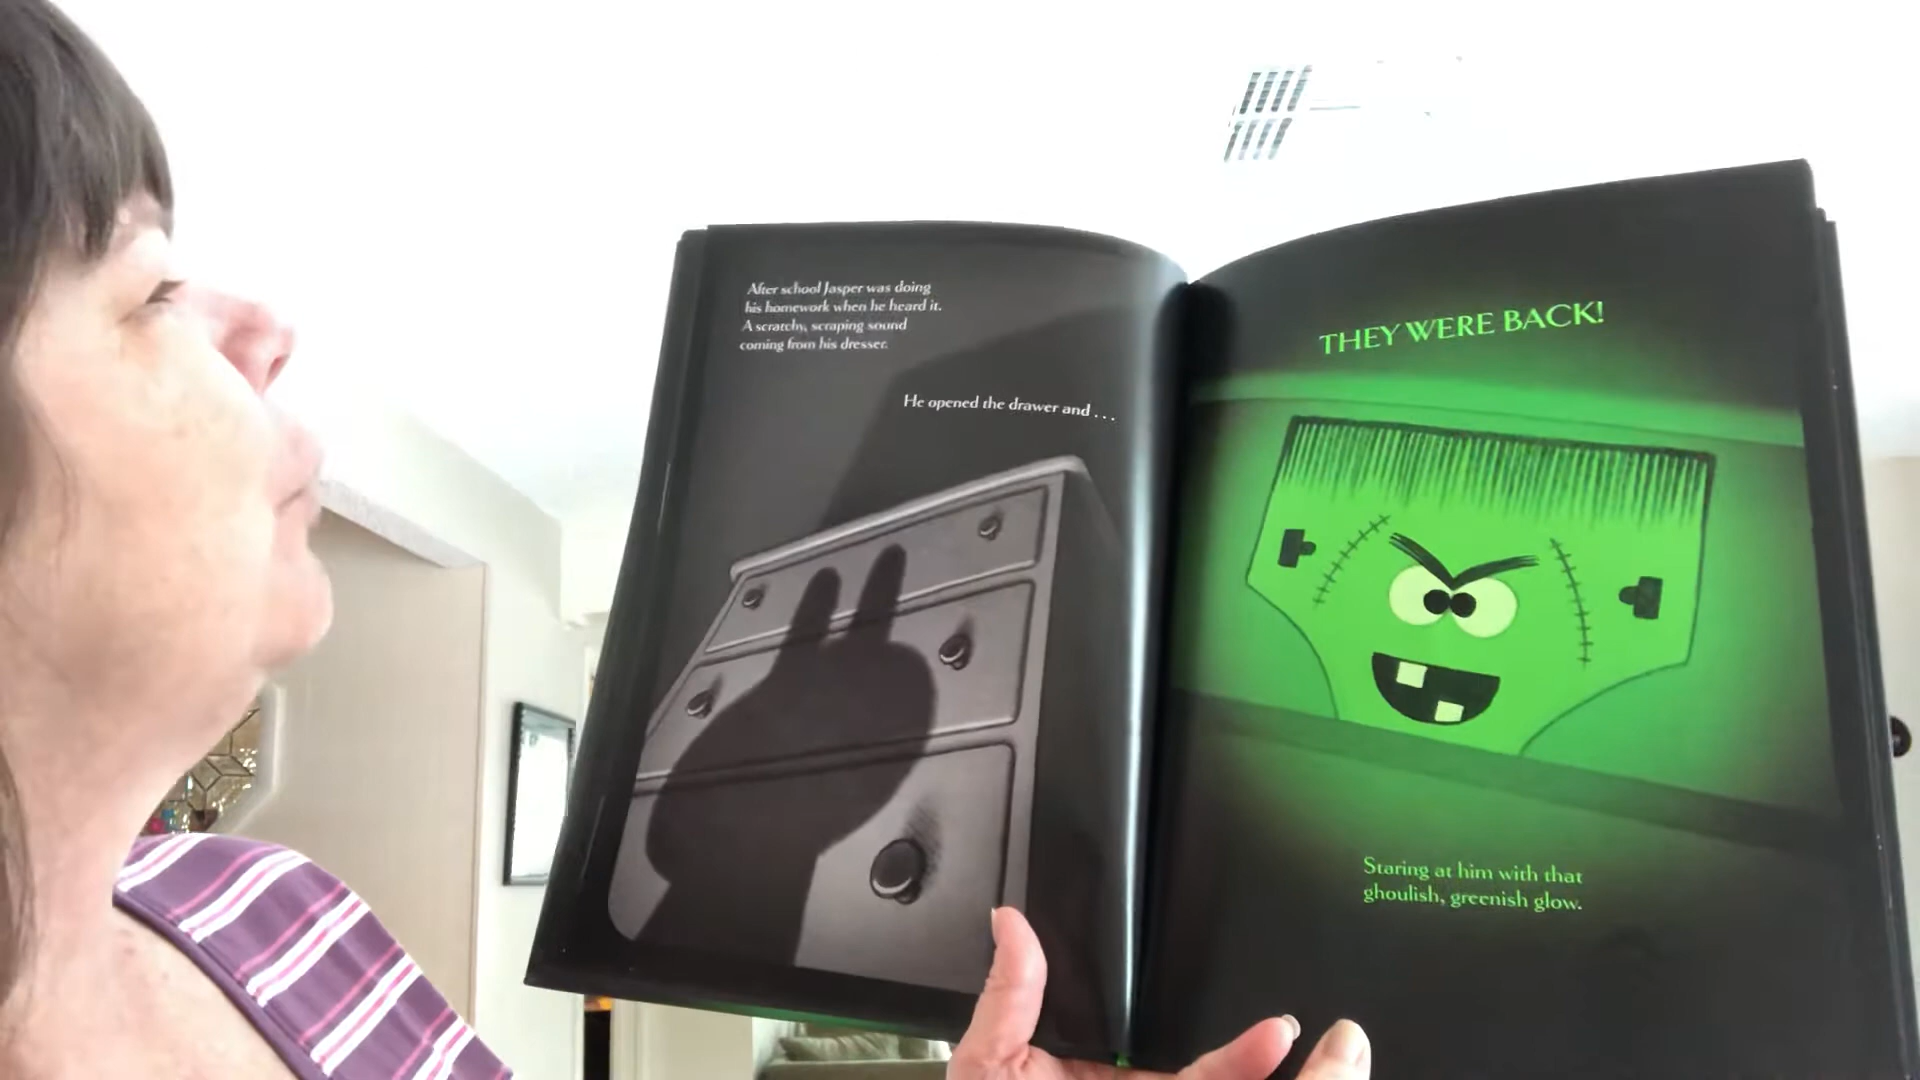 After school Jasper was doing
his homework when he heard it.
A scratchy, scraping sound
coming from his dresser.
He opened the drawer and . . .
THEY WERE BACK!
Staring at him with that
ghoulish, greenish glow.